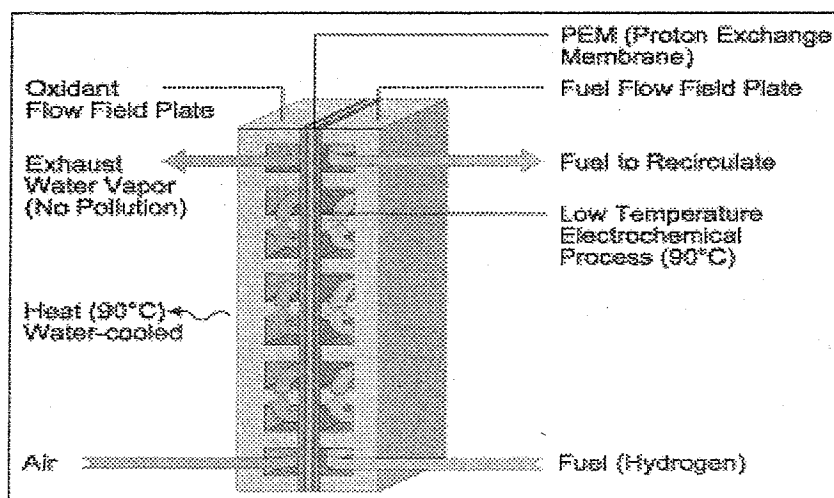 PEM (Proton Exchange
Membrane)
Oxidant
Flow Field Plate
Fuel Flow Field Plate
Exhaust
Water Vapor
(No Pollution)
Fuel to Recirculate
Low Temperature
Electrochemical
Process (90°C)
Heat (90°C)
Water-cooled
Air
Fuel (Hydrogen)